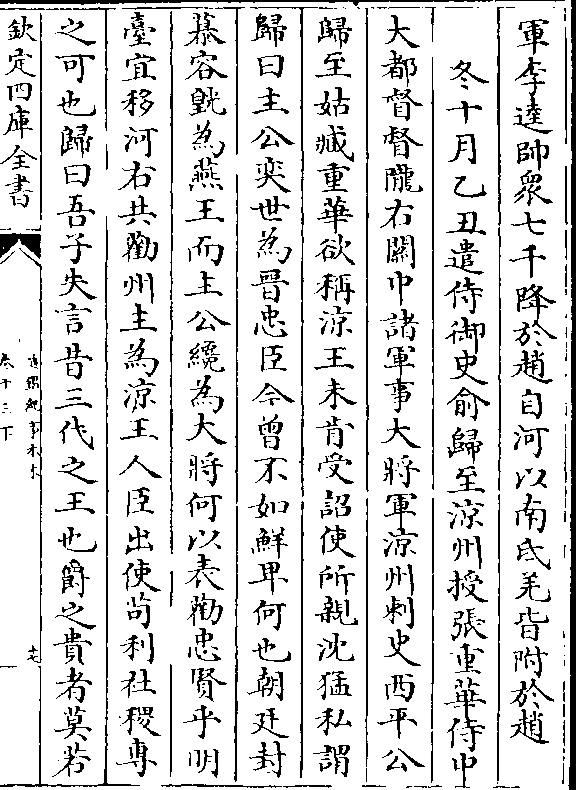 軍李逵帥衆七千降於趙自河以南氐羌皆附於趙
冬十月乙丑遣侍御史俞歸至涼州授張重華侍中
大都督督隴右闗中諸軍事大將軍涼州刺史西平公
歸至姑臧重華欲稱涼王未肯受詔使所親沈猛私謂
歸曰主公奕世為晉忠臣今曽不如鮮卑何也朝廷封
慕容皝為燕王而主公纔為大將何以表勸忠賢乎明
臺宜移河右共勸州主為涼王人臣出使苟利社稷專
之可也歸曰吾子失言昔三代之王也爵之貴者莫若
欽定四庫全書
通鑑紀事本末
卷十三下